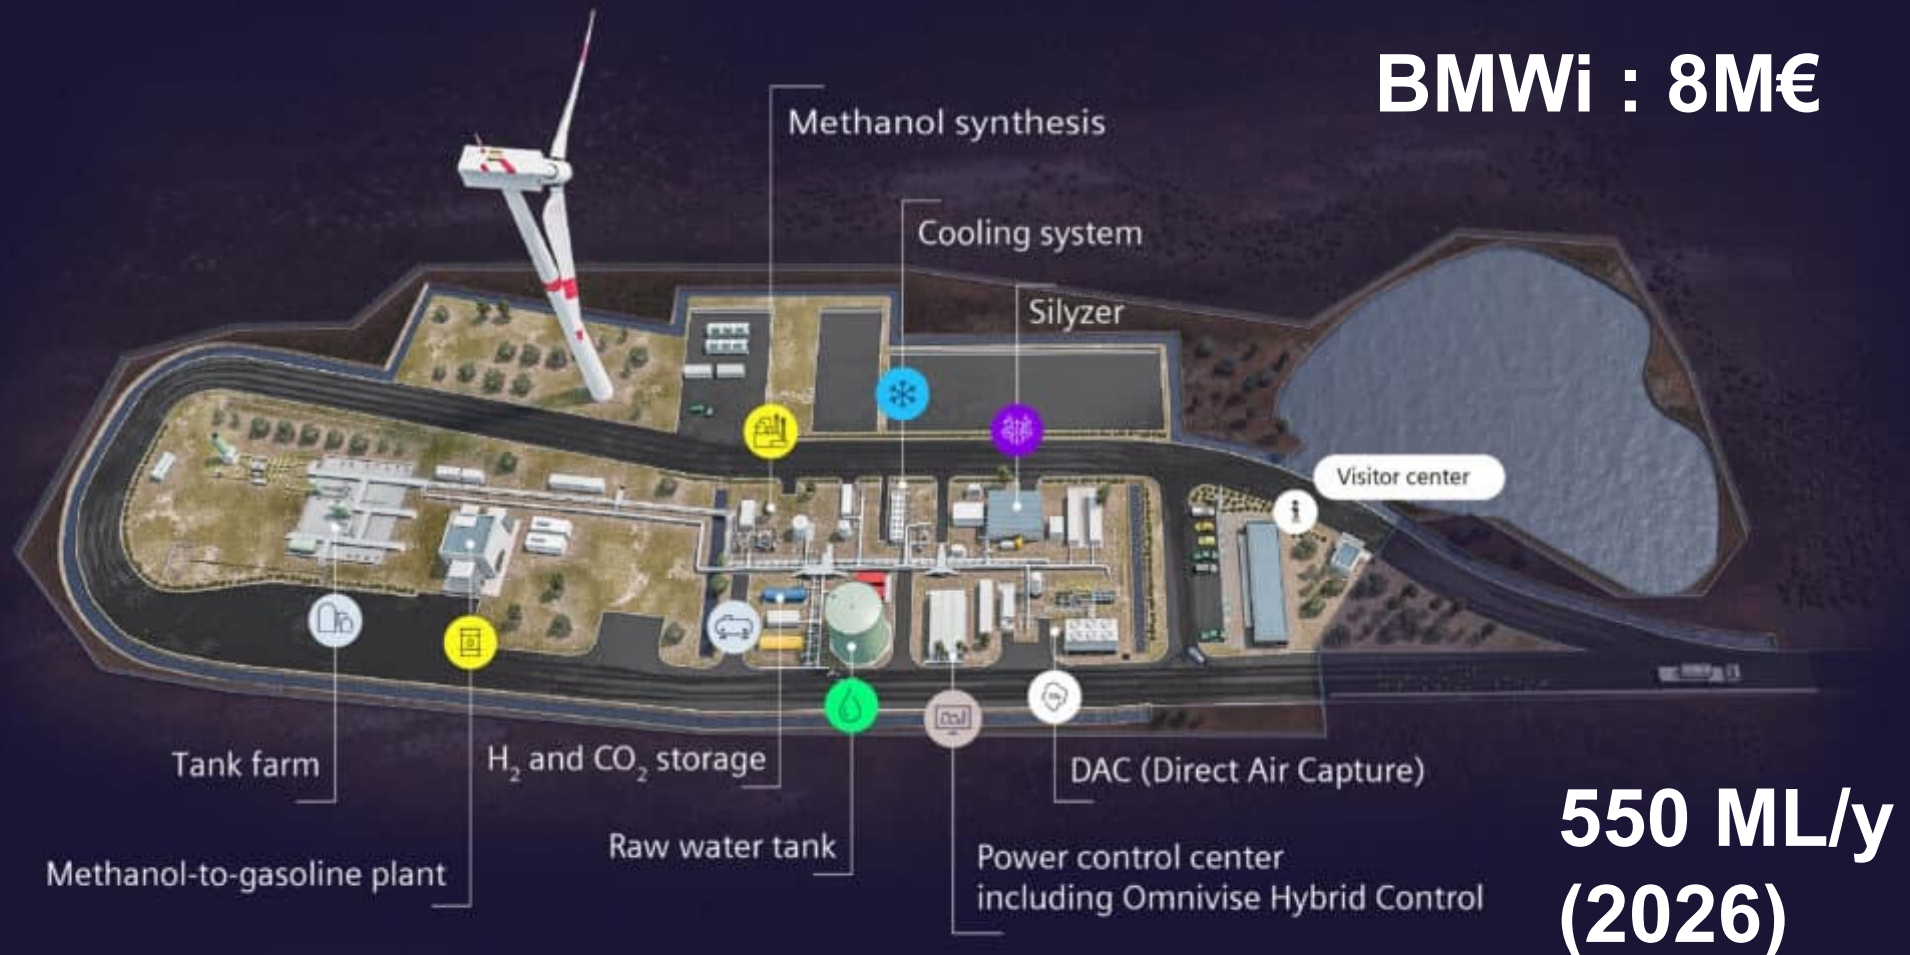 BMWi : 8M€
Methanol synthesis
Cooling system
Silyzer
Visitor center
Tank farm
H₂ and CO₂ storage
DAC (Direct Air Capture)
Raw water tank
Methanol-to-gasoline plant
Power control center
including Omnivise Hybrid Control
550 ML/y
(2026)